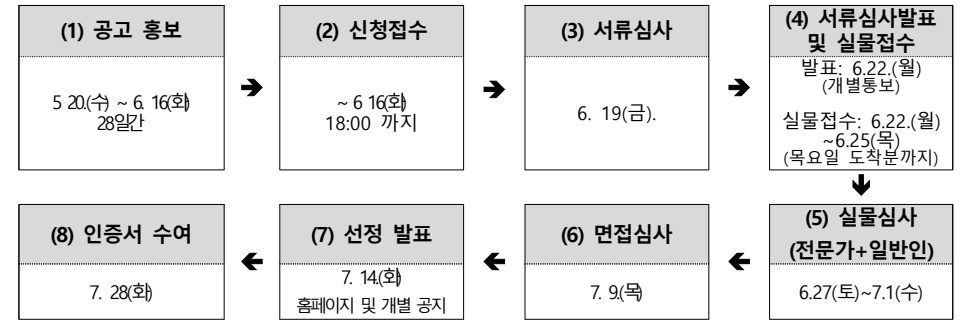 (1) 공고 홍보
5 20.(수) ~ 6. 16(화)
28일간
(2) 신청접수
~ 6 16(화)
18:00 까지
(3) 서류심사
6. 19(금).
(4) 서류심사발표
및 실물접수
발표: 6.22.(월)
(개별통보)
실물접수: 6.22.(월)
~6.25(목)
(목요일 도착분까지)
(5) 실물심사
(전문가+일반인)
6.27(토)~7.1(수)
(6) 면접심사
7. 9.(목)
(7) 선정 발표
7. 14.(화)
홈페이지 및 개별 공지
(8) 인증서 수여
7. 28(화)